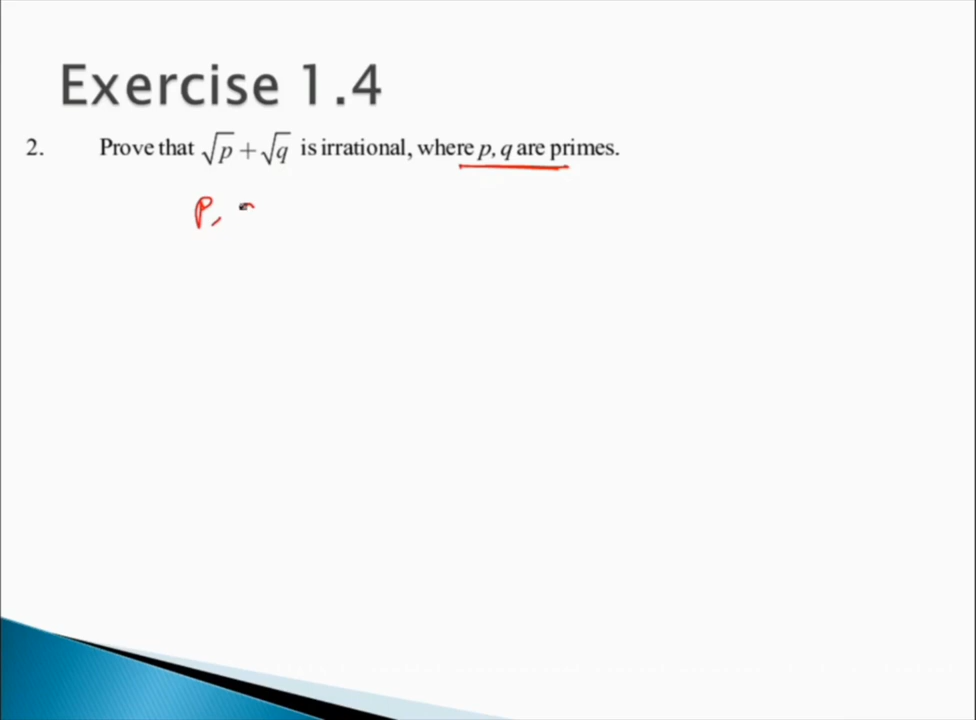 Exercise 1.4
2. Prove that √p + √q is irrational, where p, q are primes.
P,